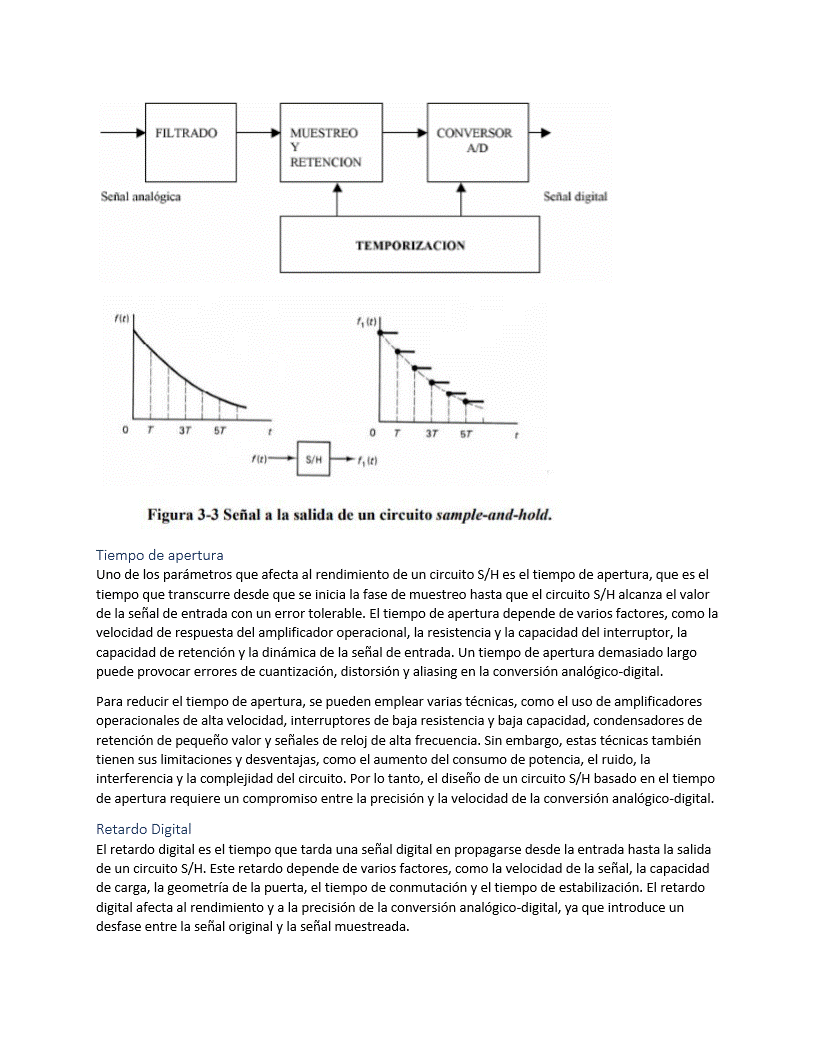 FILTRADO
MUESTREO
Y
RETENCION
CONVERSOR
A/D
Señal analógica
Señal digital
TEMPORIZACION
f(t)
0 T 3T 5T t
f₁(t)
0 T 3T 5T t
f(t) S/H f₁(t)
Figura 3-3 Señal a la salida de un circuito sample-and-hold.
Tiempo de apertura
Uno de los parámetros que afecta al rendimiento de un circuito S/H es el tiempo de apertura, que es el
tiempo que transcurre desde que se inicia la fase de muestreo hasta que el circuito S/H alcanza el valor
de la señal de entrada con un error tolerable. El tiempo de apertura depende de varios factores, como la
velocidad de respuesta del amplificador operacional, la resistencia y la capacidad del interruptor, la
capacidad de retención y la dinámica de la señal de entrada. Un tiempo de apertura demasiado largo
puede provocar errores de cuantización, distorsión y aliasing en la conversión analógico-digital.
Para reducir el tiempo de apertura, se pueden emplear varias técnicas, como el uso de amplificadores
operacionales de alta velocidad, interruptores de baja resistencia y baja capacidad, condensadores de
retención de pequeño valor y señales de reloj de alta frecuencia. Sin embargo, estas técnicas también
tienen sus limitaciones y desventajas, como el aumento del consumo de potencia, el ruido, la
interferencia y la complejidad del circuito. Por lo tanto, el diseño de un circuito S/H basado en el tiempo
de apertura requiere un compromiso entre la precisión y la velocidad de la conversión analógico-digital.
Retardo Digital
El retardo digital es el tiempo que tarda una señal digital en propagarse desde la entrada hasta la salida
de un circuito S/H. Este retardo depende de varios factores, como la velocidad de la señal, la capacidad
de carga, la geometría de la puerta, el tiempo de conmutación y el tiempo de estabilización. El retardo
digital afecta al rendimiento y a la precisión de la conversión analógico-digital, ya que introduce un
desfase entre la señal original y la señal muestreada.